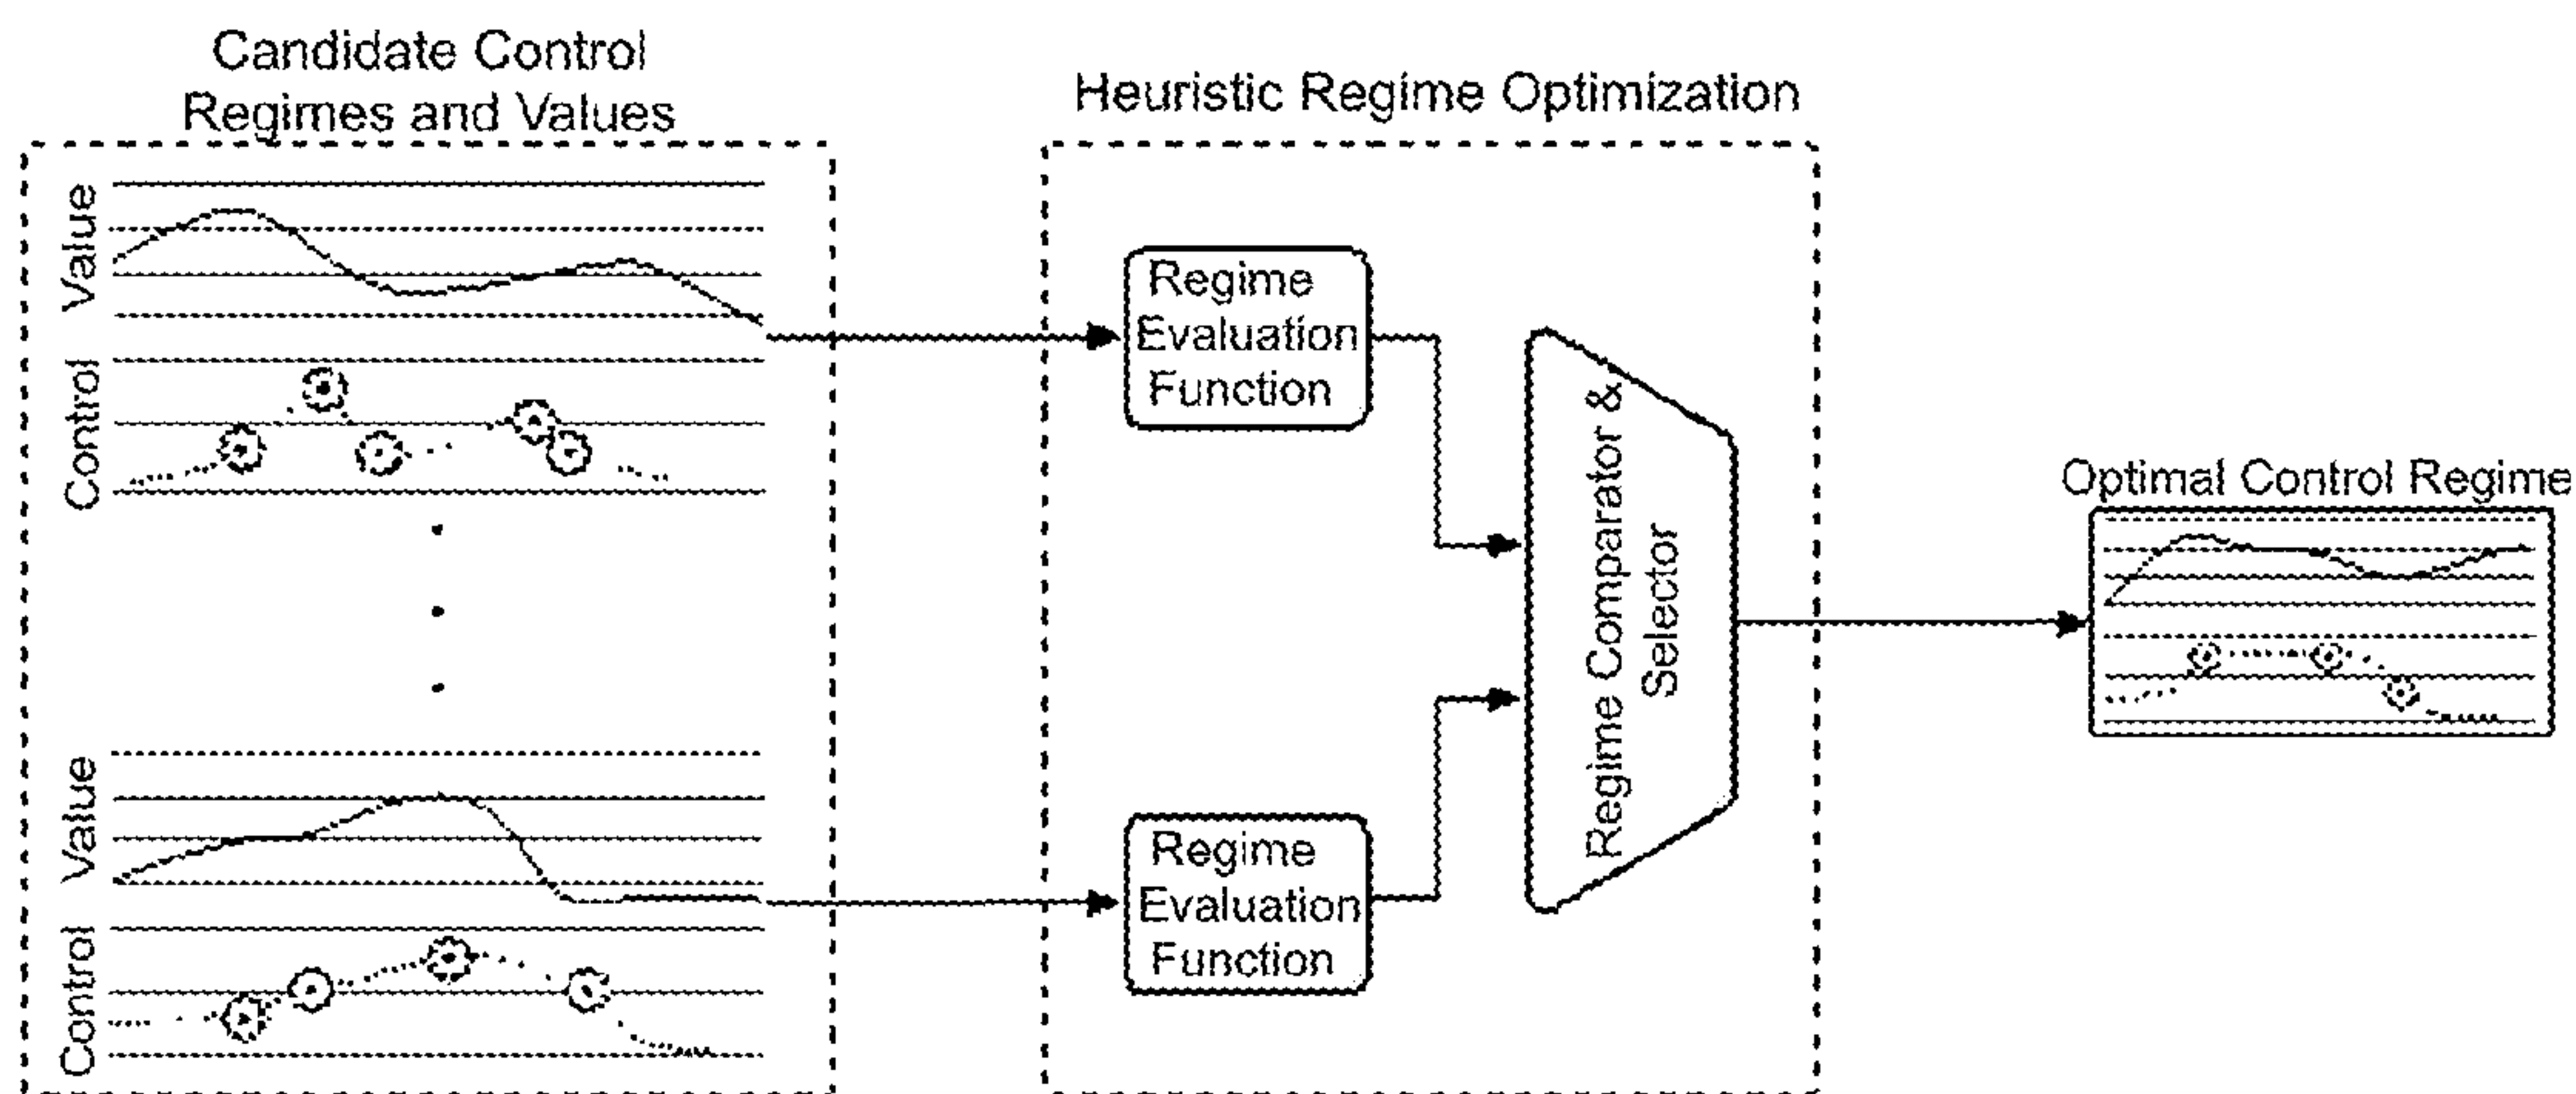 Candidate Control
Regimes and Values
Heuristic Regime Optimization
Value
Control
Value
Control
Regime
Evaluation
Function
Regime
Evaluation
Function
Regime Comparator &
Selector
Optimal Control Regime